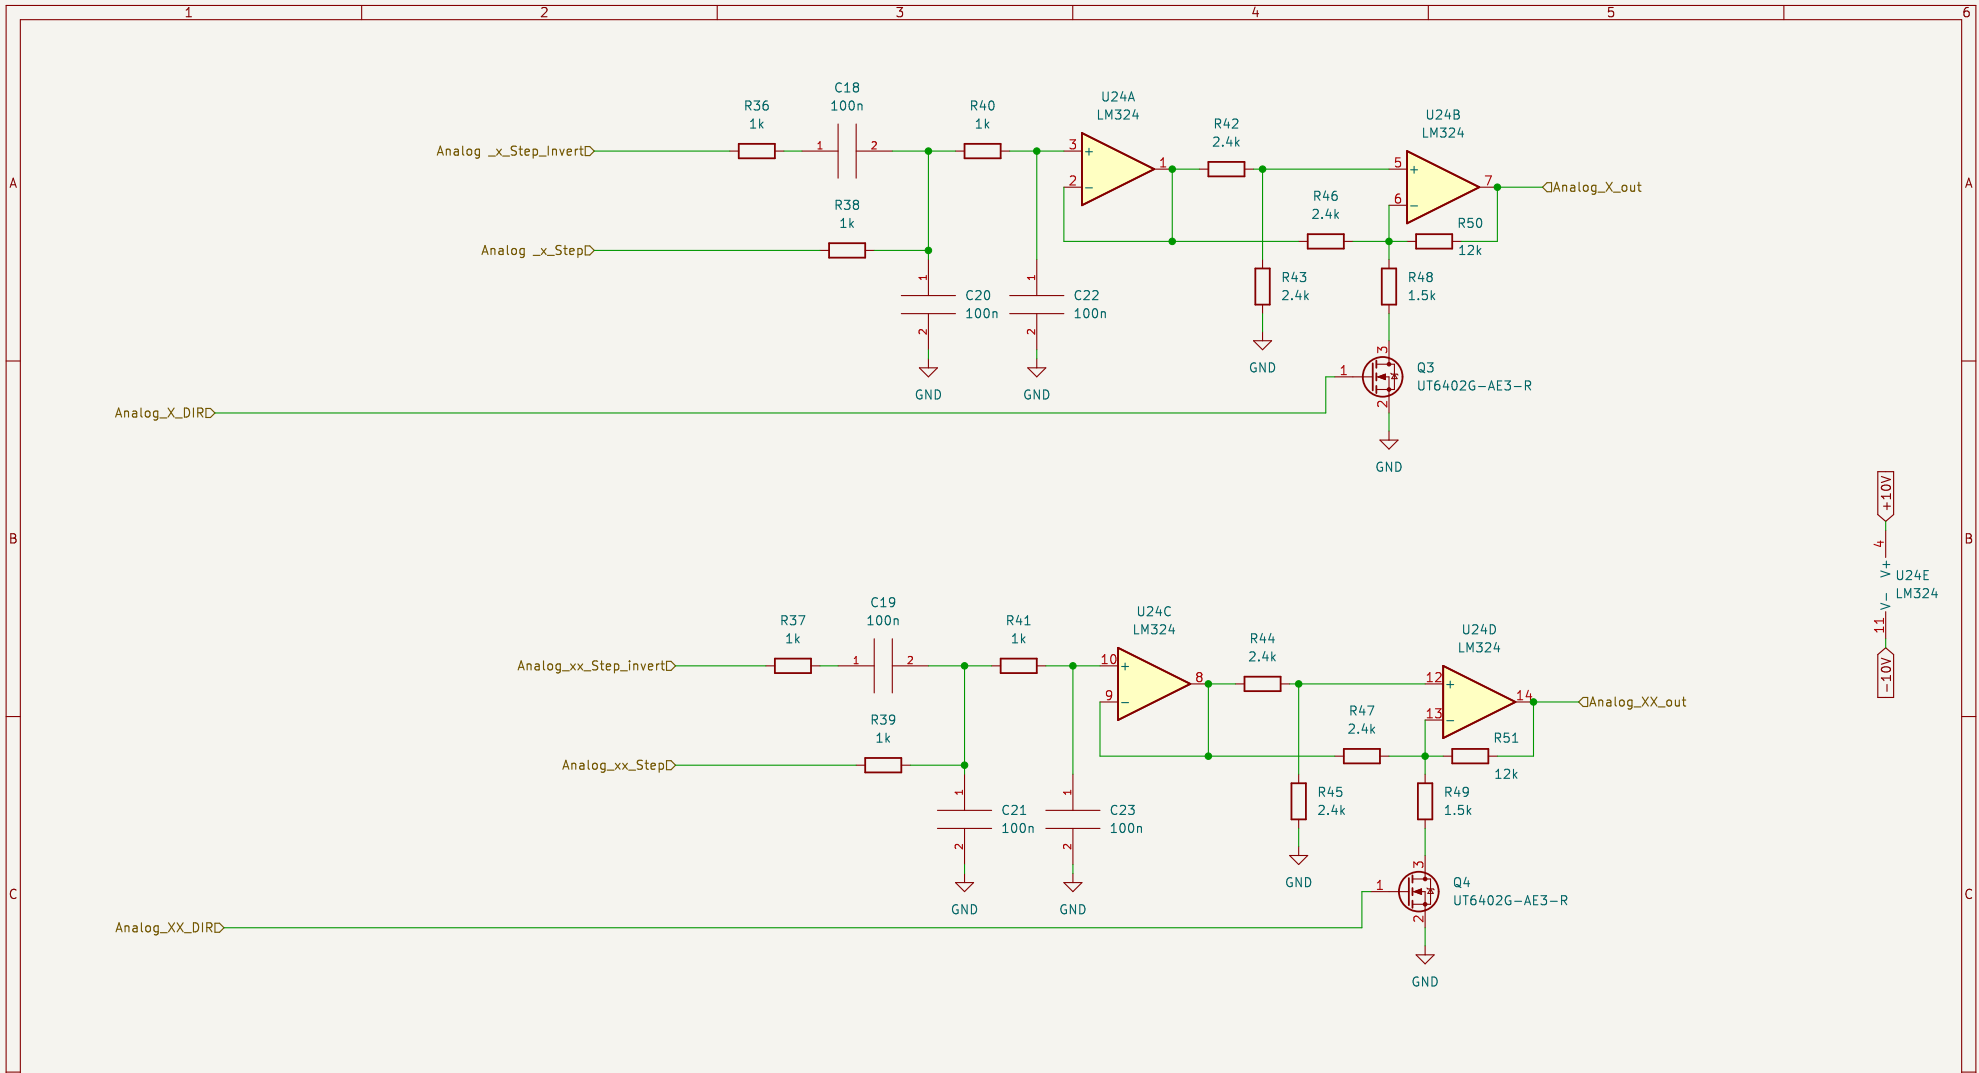 1
2
3
4
5
6
A
A
B
B
C
C
C18
100n
R36
1k
R40
1k
U24A
LM324
U24B
LM324
R42
2.4k
Analog _x_Step_Invert
1
2
3
+
2
−
1
5
+
6
−
7
Analog_X_out
R38
1k
Analog _x_Step
R46
2.4k
R50
12k
1
C20
100n
2
1
C22
100n
2
R43
2.4k
R48
1.5k
GND
GND
GND
3
1
2
Q3
UT6402G-AE3-R
Analog_X_DIR
GND
+10V
4
V+
U24E
LM324
V-
11
-10V
C19
100n
R37
1k
R41
1k
U24C
LM324
U24D
LM324
R44
2.4k
Analog_xx_Step_invert
1
2
10
+
9
−
8
12
+
13
−
14
Analog_XX_out
R39
1k
Analog_xx_Step
R47
2.4k
R51
12k
1
C21
100n
2
1
C23
100n
2
R45
2.4k
R49
1.5k
GND
GND
GND
3
1
2
Q4
UT6402G-AE3-R
Analog_XX_DIR
GND